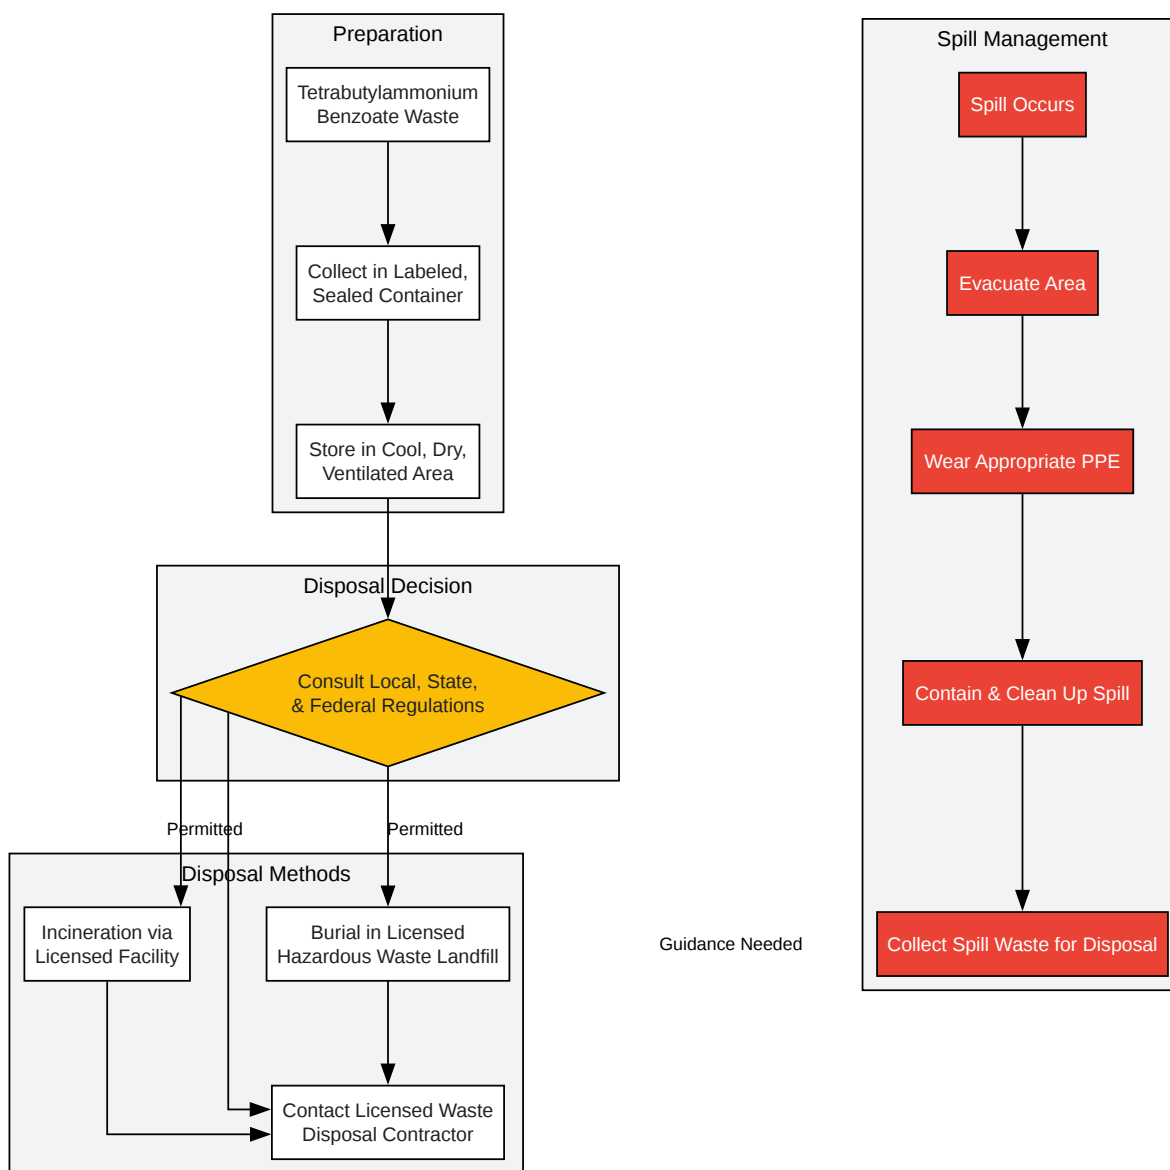 Preparation
Tetrabutylammonium
Benzoate Waste
Collect in Labeled,
Sealed Container
Store in Cool, Dry,
Ventilated Area
Disposal Decision
Consult Local, State,
& Federal Regulations
Permitted
Permitted
Disposal Methods
Incineration via
Licensed Facility
Burial in Licensed
Hazardous Waste Landfill
Guidance Needed
Contact Licensed Waste
Disposal Contractor
Spill Management
Spill Occurs
Evacuate Area
Wear Appropriate PPE
Contain & Clean Up Spill
Collect Spill Waste for Disposal